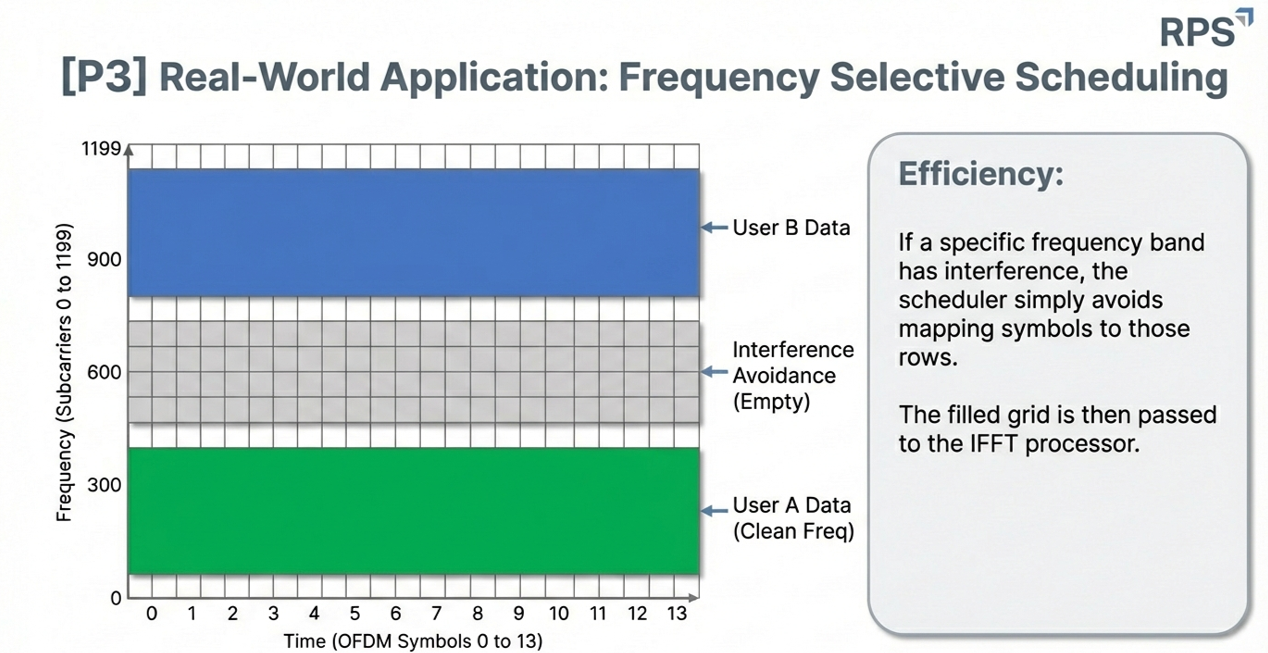 RPS
[P3] Real-World Application: Frequency Selective Scheduling
Frequency (Subcarriers 0 to 1199)
1199
900
600
300
0
User B Data
Interference
Avoidance
(Empty)
User A Data
(Clean Freq)
0 1 2 3 4 5 6 7 8 9 10 11 12 13
Time (OFDM Symbols 0 to 13)
Efficiency:
If a specific frequency band
has interference, the
scheduler simply avoids
mapping symbols to those
rows.
The filled grid is then passed
to the IFFT processor.